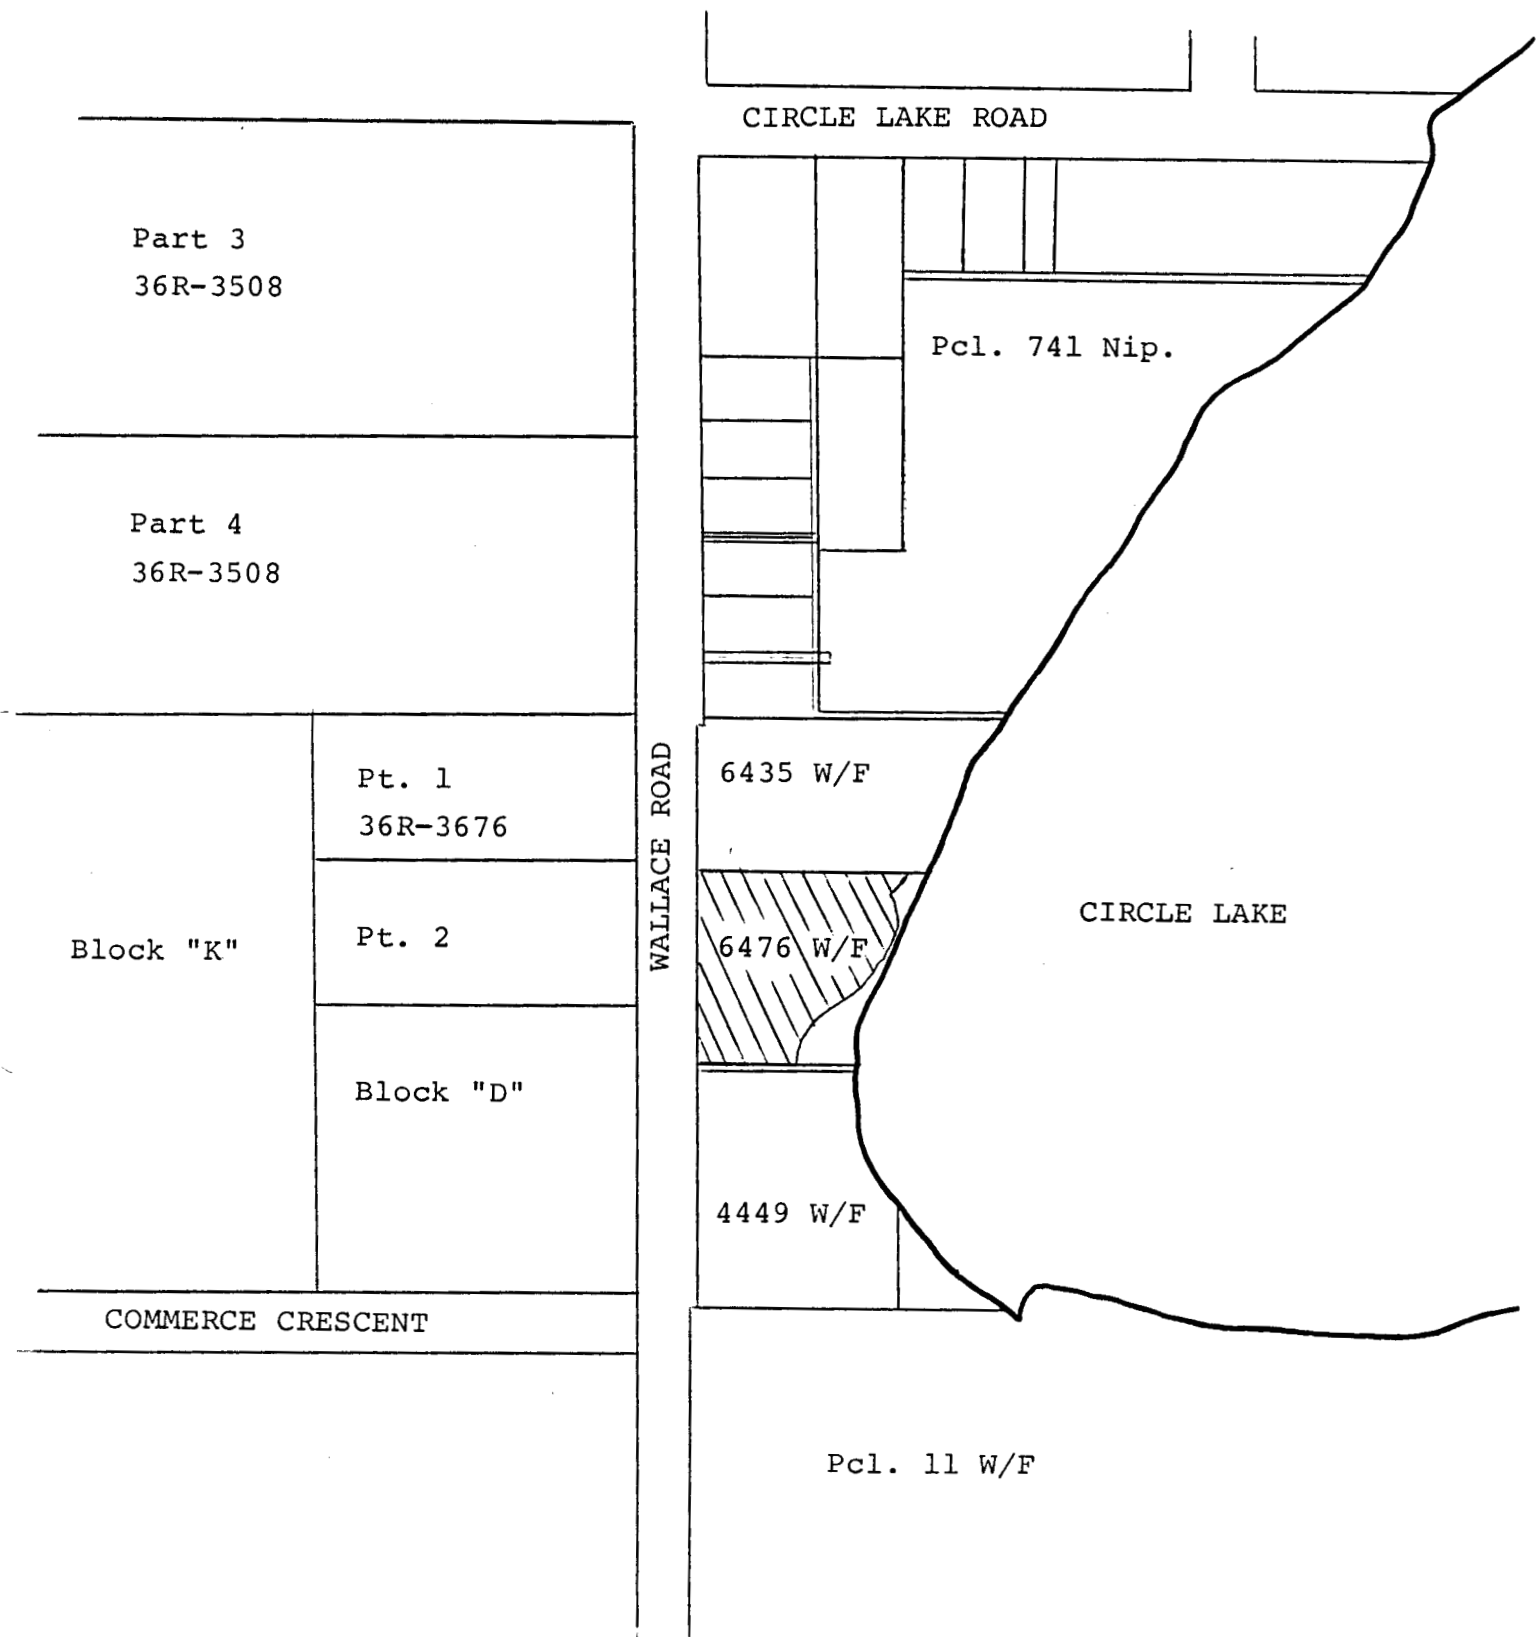 CIRCLE LAKE ROAD
Part 3
36R-3508
Pcl. 741 Nip.
Part 4
36R-3508
WALLACE ROAD
6435 W/F
Pt. 1
36R-3676
CIRCLE LAKE
Pt. 2
6476 W/F
Block "K"
Block "D"
4449 W/F
COMMERCE CRESCENT
Pcl. 11 W/F